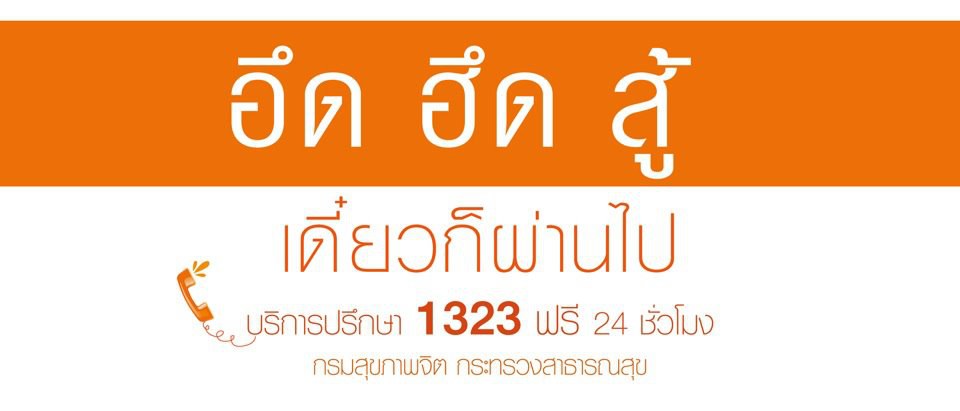 อึด ฮึด สู้
เดี๋ยวก็ผ่านไป
บริการปรึกษา 1323 ฟรี 24 ชั่วโมง
กรมสุขภาพจิต กระทรวงสาธารณสุข